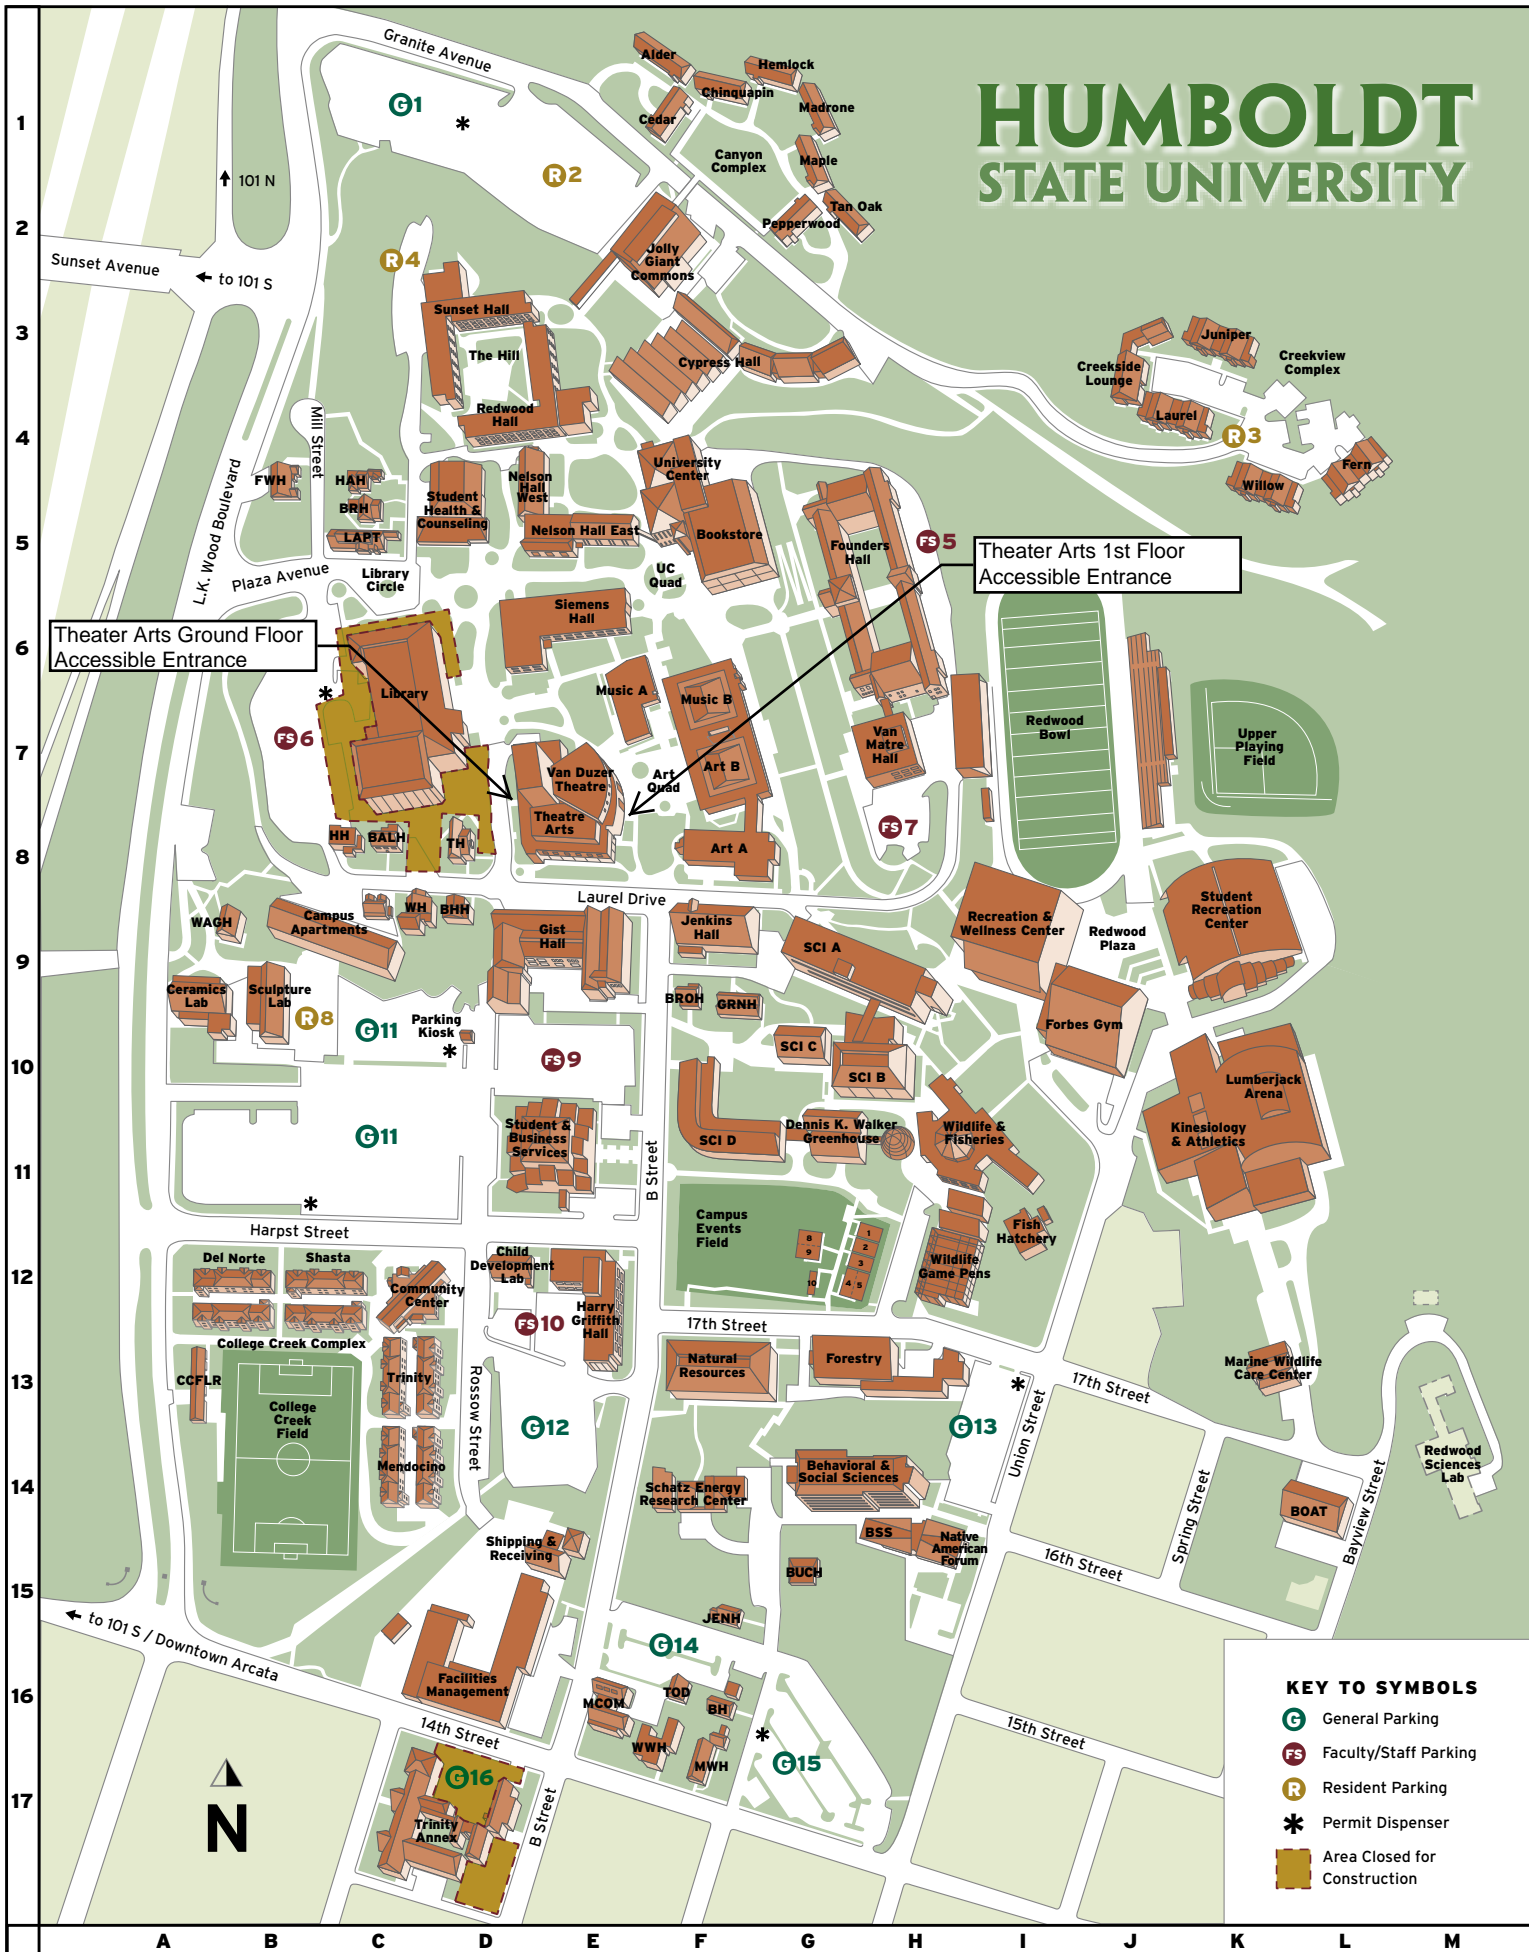 HUMBOLDT
STATE UNIVERSITY
Granite Avenue
G1
*
R2
101 N
Alder
Hemlock
Chinquapin
Madrone
Cedar
Canyon
Complex
Maple
Tan Oak
Pepperwood
1
2
Sunset Avenue
to 101 S
R4
Jolly
Giant
Commons
Sunset Hall
The Hill
Redwood
Hall
Cypress Hall
3
Juniper
Creekview
Complex
Creekside
Lounge
Laurel
R3
Fern
Willow
4
Mill Street
L.K. Wood Boulevard
FWH
HAH
BRH
LAPT
Student
Health &
Counseling
Nelson
Hall
West
Nelson Hall East
University
Center
Bookstore
Founders
Hall
FS5
5
Plaza Avenue
Library
Circle
UC
Quad
Theater Arts 1st Floor
Accessible Entrance
Siemens
Hall
Theater Arts Ground Floor
Accessible Entrance
6
*
Library
Music A
Music B
FS6
7
Van Duzer
Theatre
Theatre
Arts
Art
Quad
Art B
Van
Matre
Hall
Redwood
Bowl
Upper
Playing
Field
FS7
HH
BALH
TH
Art A
8
Laurel Drive
WAGH
Campus
Apartments
WH
BHH
Gist
Hall
Jenkins
Hall
SCI A
Recreation &
Wellness Center
Redwood
Plaza
Student
Recreation
Center
9
Ceramics
Lab
Sculpture
Lab
R8
G11
Parking
Kiosk
*
BROH
GRNH
SCI C
SCI B
Forbes Gym
FS9
10
Lumberjack
Arena
Kinesiology
& Athletics
G11
Student &
Business
Services
SCI D
Dennis K. Walker
Greenhouse
Wildlife &
Fisheries
11
*
B Street
Harpst Street
Campus
Events
Field
8
9
10
1
2
3
4
5
Fish
Hatchery
Wildlife
Game Pens
Del Norte
Shasta
Community
Center
Child
Development
Lab
12
FS10
Harry
Griffith
Hall
College Creek Complex
17th Street
CCFLR
Trinity
Rossow Street
Natural
Resources
Forestry
*
17th Street
Marine Wildlife
Care Center
13
College
Creek
Field
G12
G13
Union Street
Redwood
Sciences
Lab
Mendocino
Behavioral &
Social Sciences
Schatz Energy
Research Center
14
Spring Street
BOAT
Bayview Street
Shipping &
Receiving
BSS
Native
American
Forum
BUCH
16th Street
15
to 101 S / Downtown Arcata
JENH
G14
Facilities
Management
16
MCOM
TOD
BH
*
WWH
MWH
G15
15th Street
14th Street
G16
17
N
Trinity
Annex
B Street
KEY TO SYMBOLS
G General Parking
FS Faculty/Staff Parking
R Resident Parking
* Permit Dispenser
Area Closed for
Construction
A B C D E F G H I J K L M